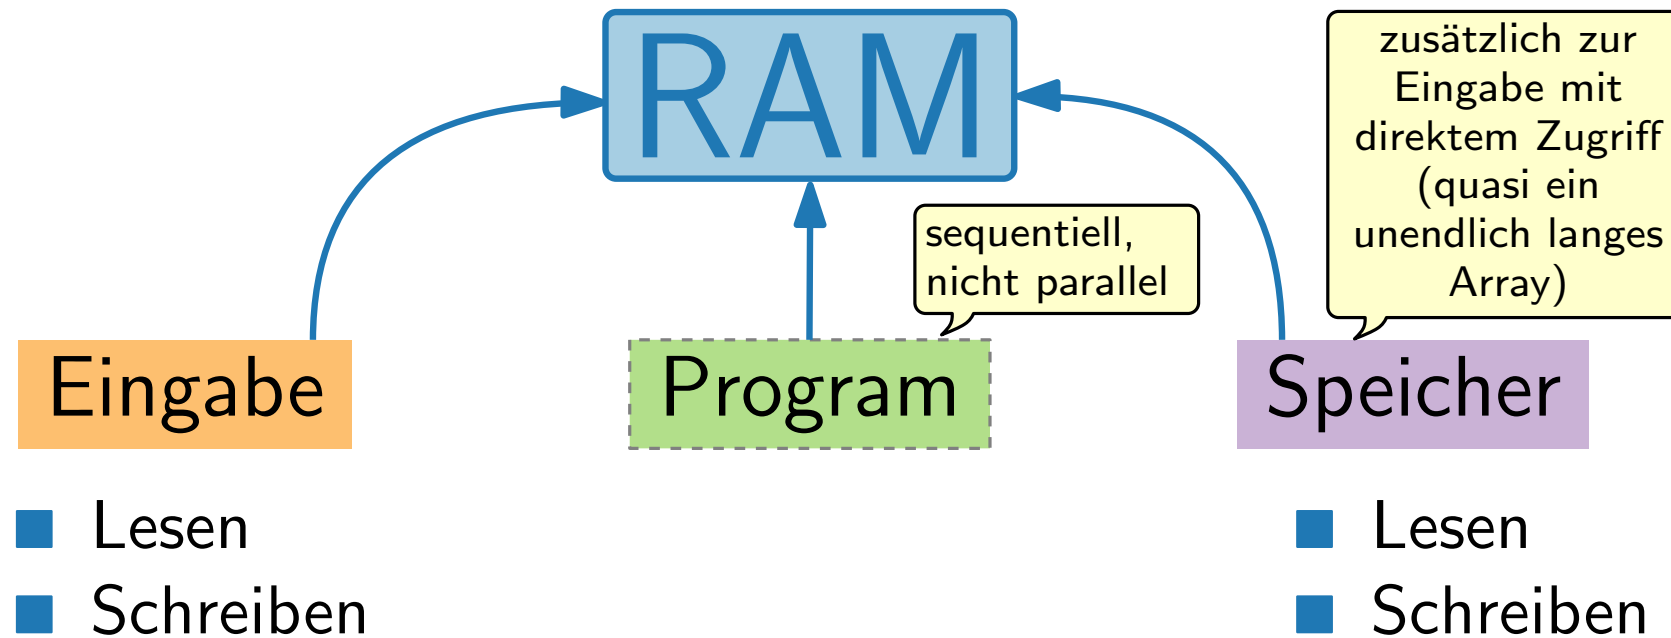 RAM
zusätzlich zur
Eingabe mit
direktem Zugriff
(quasi ein
unendlich langes
Array)
sequentiell,
nicht parallel
Eingabe
Program
Speicher
Lesen
Schreiben
Lesen
Schreiben